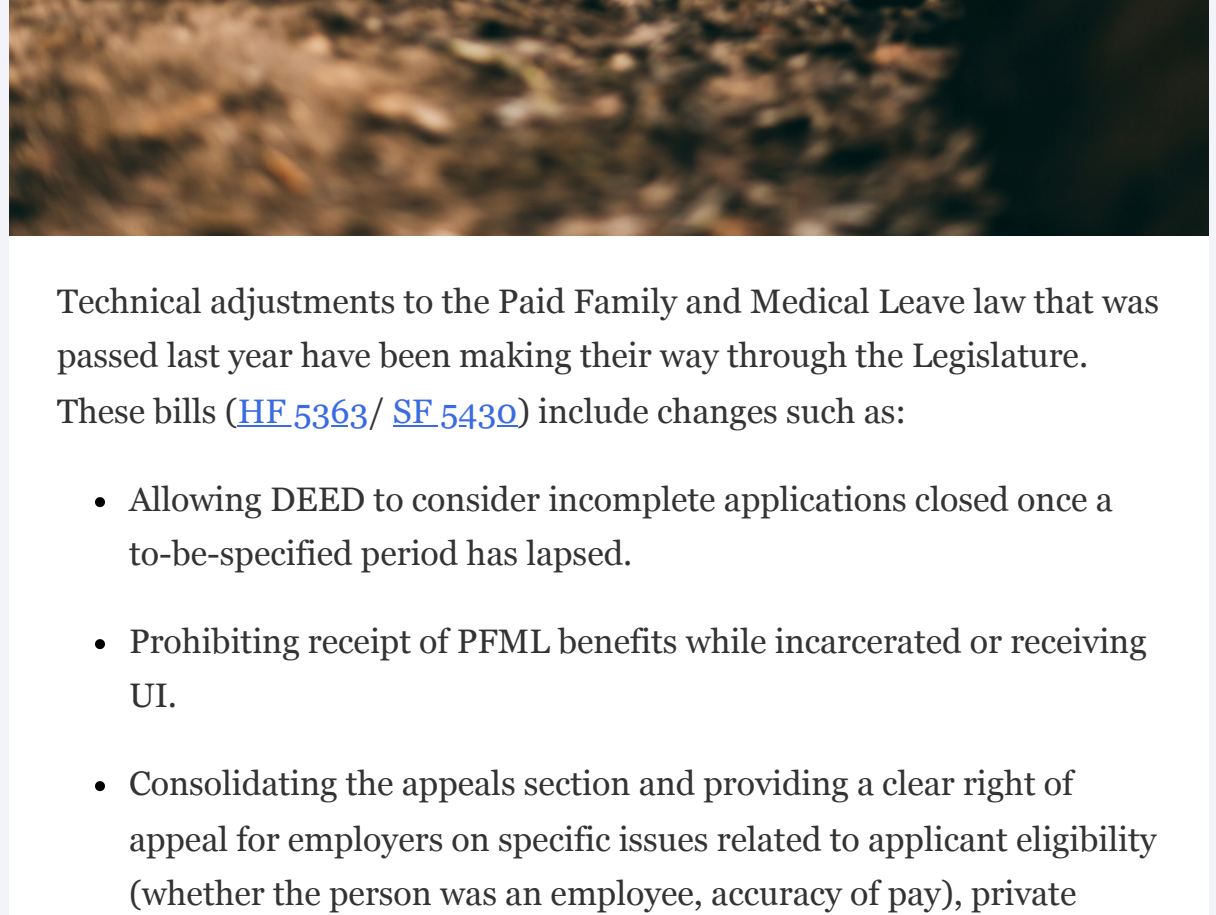 Technical adjustments to the Paid Family and Medical Leave law that was
passed last year have been making their way through the Legislature.
These bills (HF 5363/ SF 5430) include changes such as:
• Allowing DEED to consider incomplete applications closed once a
to-be-specified period has lapsed.
• Prohibiting receipt of PFML benefits while incarcerated or receiving
UI.
• Consolidating the appeals section and providing a clear right of
appeal for employers on specific issues related to applicant eligibility
(whether the person was an employee, accuracy of pay), private